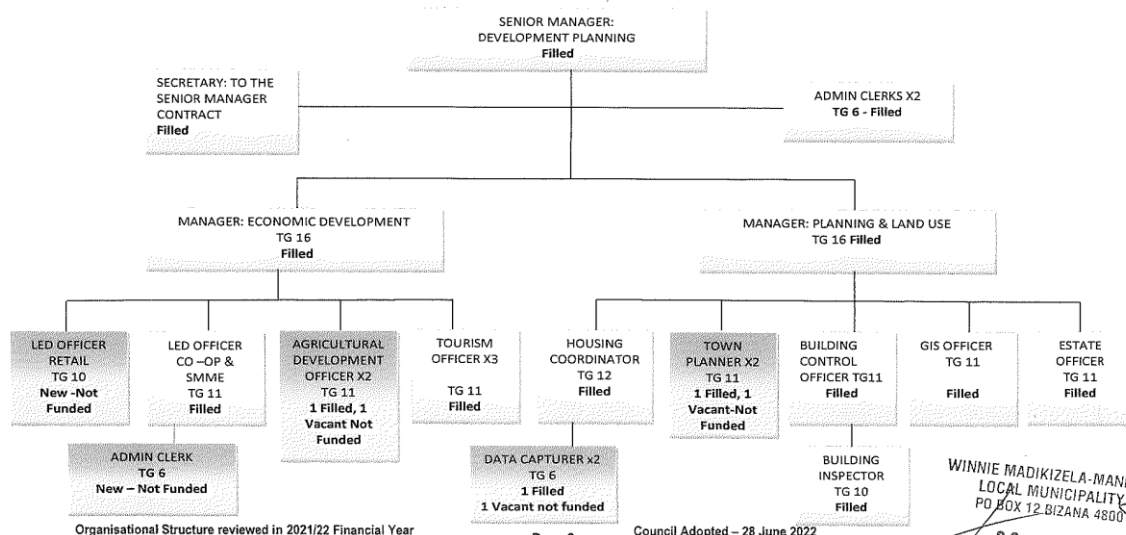 SENIOR MANAGER:
DEVELOPMENT PLANNING
Filled
SECRETARY: TO THE
SENIOR MANAGER
CONTRACT
Filled
ADMIN CLERKS X2
TG 6 - Filled
MANAGER: ECONOMIC DEVELOPMENT
TG 16
Filled
MANAGER: PLANNING & LAND USE
TG 16 Filled
LED OFFICER
RETAIL
TG 10
New -Not
Funded
LED OFFICER
CO –OP &
SMME
TG 11
Filled
AGRICULTURAL
DEVELOPMENT
OFFICER X2
TG 11
1 Filled, 1
Vacant Not
Funded
TOURISM
OFFICER X3
TG 11
Filled
HOUSING
COORDINATOR
TG 12
Filled
TOWN
PLANNER X2
TG 11
1 Filled, 1
Vacant-Not
Funded
BUILDING
CONTROL
OFFICER TG11
Filled
GIS OFFICER
TG 11
Filled
ESTATE
OFFICER
TG 11
Filled
ADMIN CLERK
TG 6
New – Not Funded
DATA CAPTURER x2
TG 6
1 Filled
1 Vacant not funded
BUILDING
INSPECTOR
TG 10
Filled
WINNIE MADIKIZELA-MAN
LOCAL MUNICIPALITY
PO BOX 12 BIZANA 4800
Organisational Structure reviewed in 2021/22 Financial Year
Council Adopted – 28 June 2022